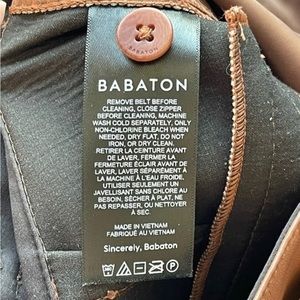 BABATON
BABATON
REMOVE BELT BEFORE
CLEANING, CLOSE ZIPPER
BEFORE CLEANING, MACHINE
WASH COLD SEPARATELY, ONLY
NON-CHLORINE BLEACH WHEN
NEEDED, DRY FLAT, DO NOT
IRON, OR DRY CLEAN.
RETIRER LA CEINTURE AVANT
DE LAVER, FERMER LA
FERMETURE ÉCLAIR AVANT DE
LAVER, LAVER SÉPARÉMENT À
LA MACHINE À L'EAU FROIDE.
UTILISER SEULEMENT UN
JAVELLISANT SANS CHLORE AU
BESOIN, SÈCHER À PLAT, NE
PAS REPASSER, OU NETTOYER
À SEC.
MADE IN VIETNAM
FABRIQUÉ AU VIETNAM
Sincerely, Babaton